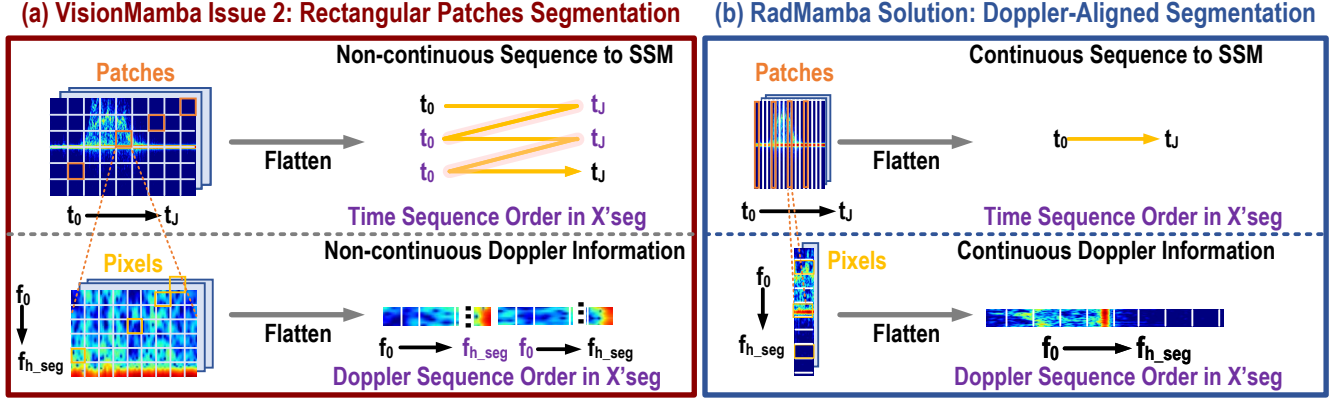 (a) VisionMamba Issue 2: Rectangular Patches Segmentation
Non-continuous Sequence to SSM
Patches
Flatten
t0 tJ
t0 tJ
t0 tJ
t0 tJ
Time Sequence Order in X'seg
Non-continuous Doppler Information
Pixels
f0
fh_seg
Flatten
f0 fh_seg f0 fh_seg
Doppler Sequence Order in X'seg
(b) RadMamba Solution: Doppler-Aligned Segmentation
Continuous Sequence to SSM
Patches
Flatten
t0 tJ
t0 tJ
Time Sequence Order in X'seg
Continuous Doppler Information
Pixels
f0
fh_seg
Flatten
f0 fh_seg
Doppler Sequence Order in X'seg